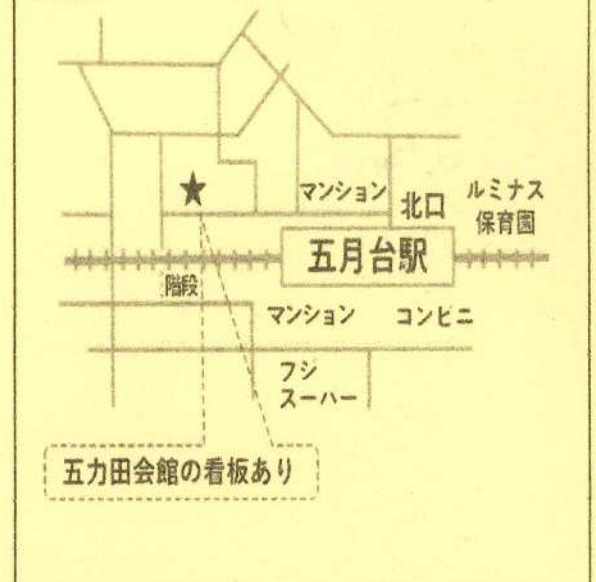 マンション
北口
ルミナス
保育園
五月台駅
階段
マンション
コンビニ
フジ
スーパー
五力田会館の看板あり